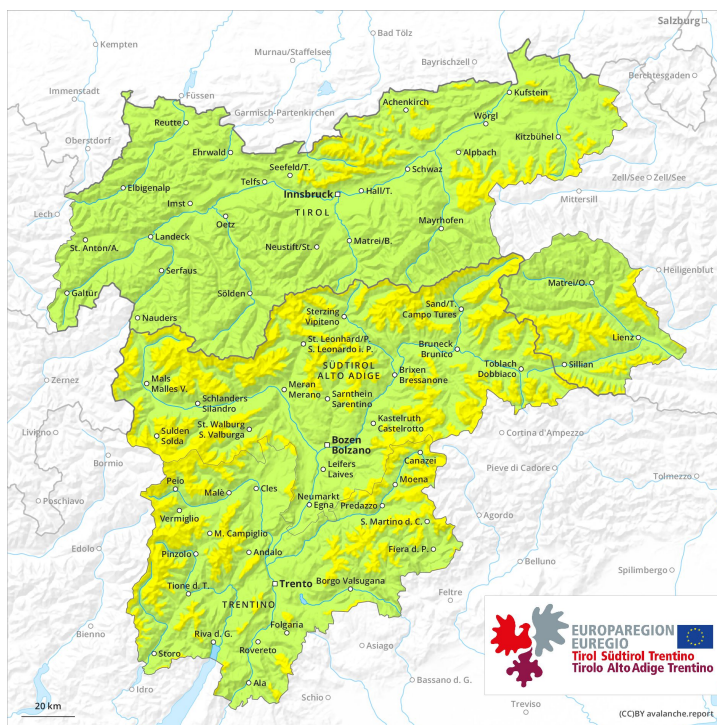 Salzburg
Kempten
Bad Tölz
Murnau/Staffelsee
Bayrischzell
Berchtesgaden
Immenstadt
Füssen
Garmisch-Partenkirchen
Achenkirch
Kufstein
Reutte
Wörgl
Oberstdorf
Ehrwald
Kitzbühel
Seefeld/T.
Alpbach
Telfs
Schwaz
Zell/See
Zell/See
Elbigenalp
Innsbruck
Hall/T.
Mittersill
Imst
TIROL
Lech
Oetz
Mayrhofen
St. Anton/A.
Landeck
Neustift/St.
Matrei/B.
Serfaus
Heiligenblut
Galtür
Sölden
Matrei/O.
Nauders
Sterzing
Vipiteno
Sand/T.
Campo Tures
St. Leonhard/P.
S. Leonardo i. P.
Bruneck
Brunico
Lienz
SÜDTIROL
ALTO ADIGE
Toblach
Dobbiaco
Sillian
Zernez
Mals
Malles V.
Meran
Merano
Brixen
Bressanone
Schlanders
Silandro
Sarnthein
Sarentino
St. Walburg
S. Valburga
Kastelruth
Castelrotto
Livigno
Sulden
Solda
Bozen
Bolzano
Cortina d'Ampezzo
Bormio
Canazei
Leifers
Laives
Pieve di Cadore
Tolmezzo
Poschiavo
Peio
Malè
Cles
Moena
Neumarkt
Egna
Predazzo
Vermiglio
Agordo
M. Campiglio
S. Martino d. C.
Edolo
Pinzolo
Andalo
Fiera d. P.
Belluno
Spilimbergo
Tione d. T.
Trento
Borgo Valsugana
Feltre
TRENTINO
Folgaria
Bienno
Riva d. G.
Storo
Rovereto
Asiago
Ala
Bassano d. G.
Idro
Schio
Treviso
EUROPAREGION
EUREGIO
Tirol Südtirol Trentino
Tirolo Alto Adige Trentino
20 km
(CC)BY avalanche.report